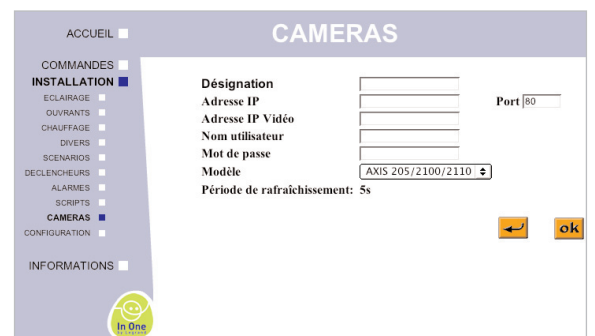 CAMERAS
ACCUEIL
COMMANDES
INSTALLATION
ECLAIRAGE
OUVRANTS
CHAUFFAGE
DIVERS
SCENARIOS
DECLENCHEURS
ALARMES
SCRIPTS
CAMERAS
CONFIGURATION
INFORMATIONS
In One
by Legrand
Désignation
Adresse IP
Port 80
Adresse IP Vidéo
Nom utilisateur
Mot de passe
Modèle AXIS 205/2100/2110
Période de rafraîchissement: 5s
ok